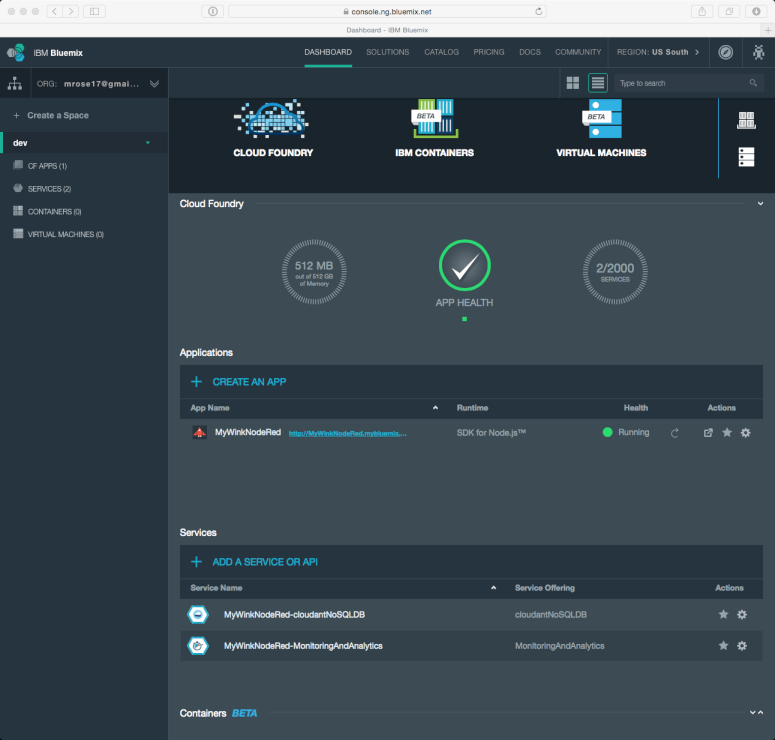 console.ng.bluemix.net
Dashboard - IBM Bluemix
IBM Bluemix
DASHBOARD SOLUTIONS CATALOG PRICING DOCS COMMUNITY REGION: US South
ORG: mrose17@gmai...
Type to search
+ Create a Space
dev
CF APPS (1)
SERVICES (2)
CONTAINERS (0)
VIRTUAL MACHINES (0)
BETA
BETA
CLOUD FOUNDRY IBM CONTAINERS VIRTUAL MACHINES
Cloud Foundry
512 MB
out of 512 GB
of Memory
APP HEALTH
2/2000
SERVICES
Applications
+ CREATE AN APP
App Name Runtime Health Actions
MyWinkNodeRed http://MyWinkNodeRed.mybluemix.... SDK for Node.js™ Running
Services
+ ADD A SERVICE OR API
Service Name Service Offering Actions
MyWinkNodeRed-cloudantNoSQLDB cloudantNoSQLDB
MyWinkNodeRed-MonitoringAndAnalytics MonitoringAndAnalytics
Containers BETA